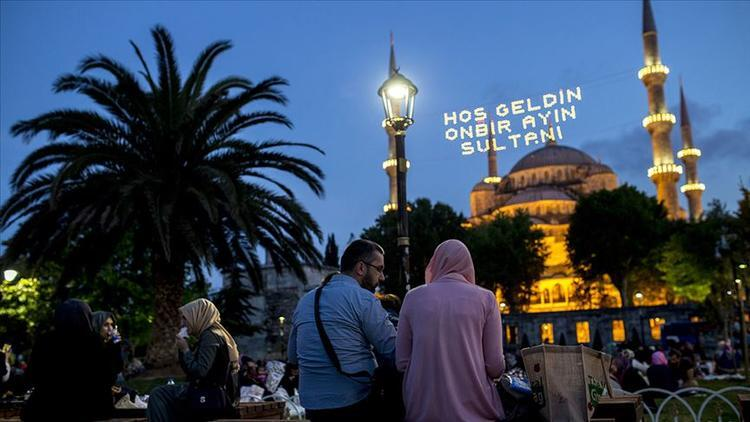 HOŞ GELDİN
ONBİR AYIN
SULTANI